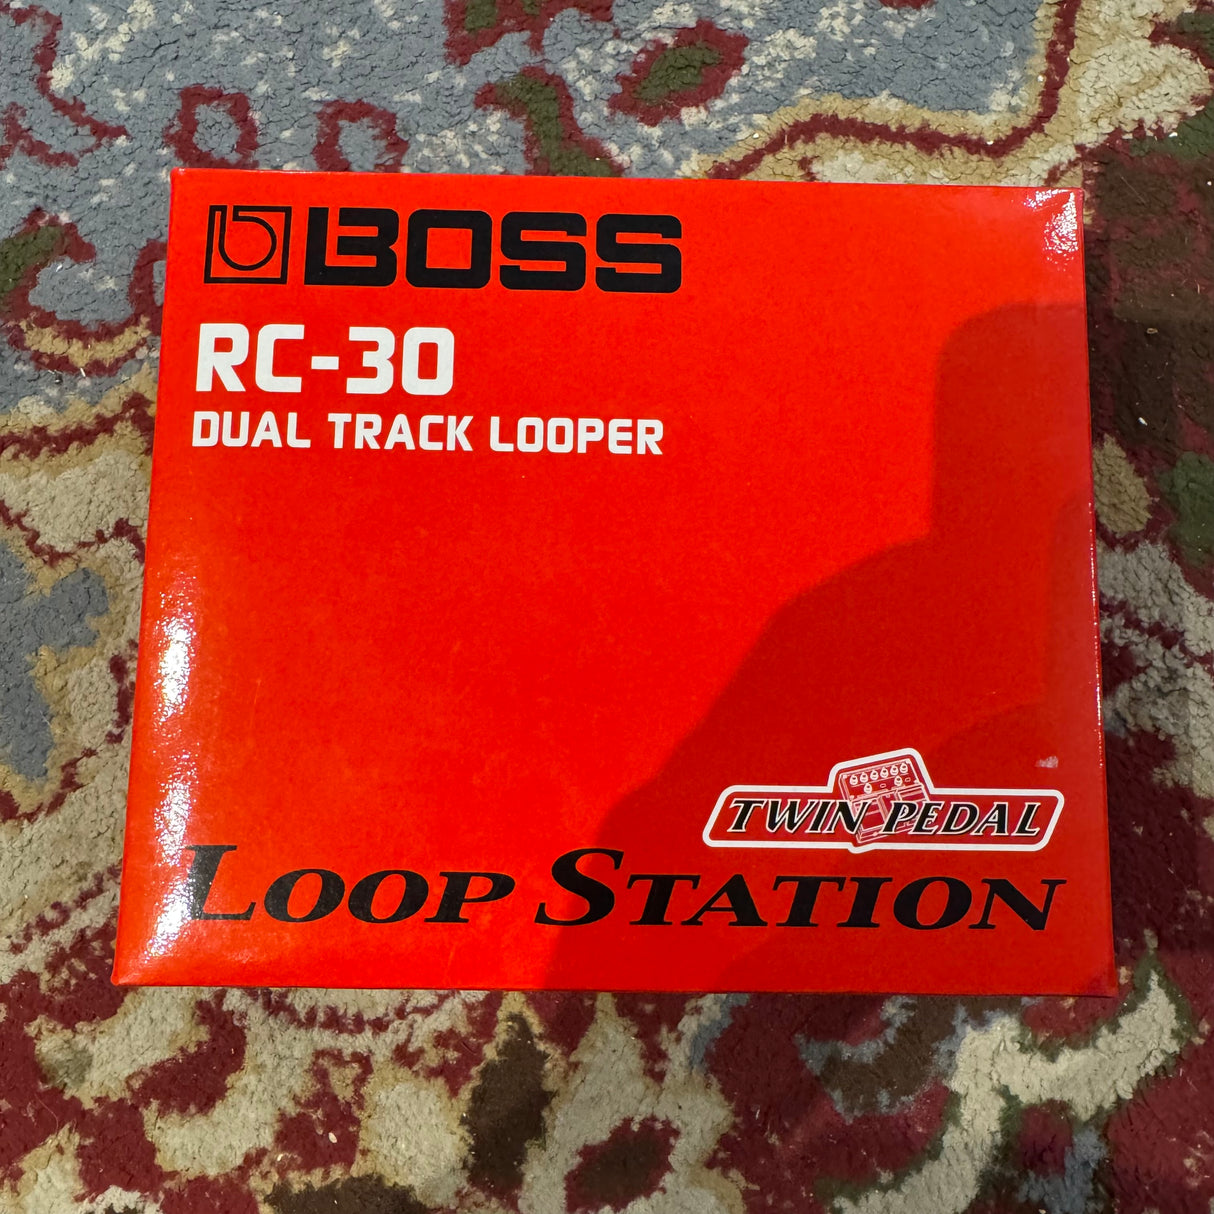 BOSS
RC-30
DUAL TRACK LOOPER
TWIN PEDAL
LOOP STATION